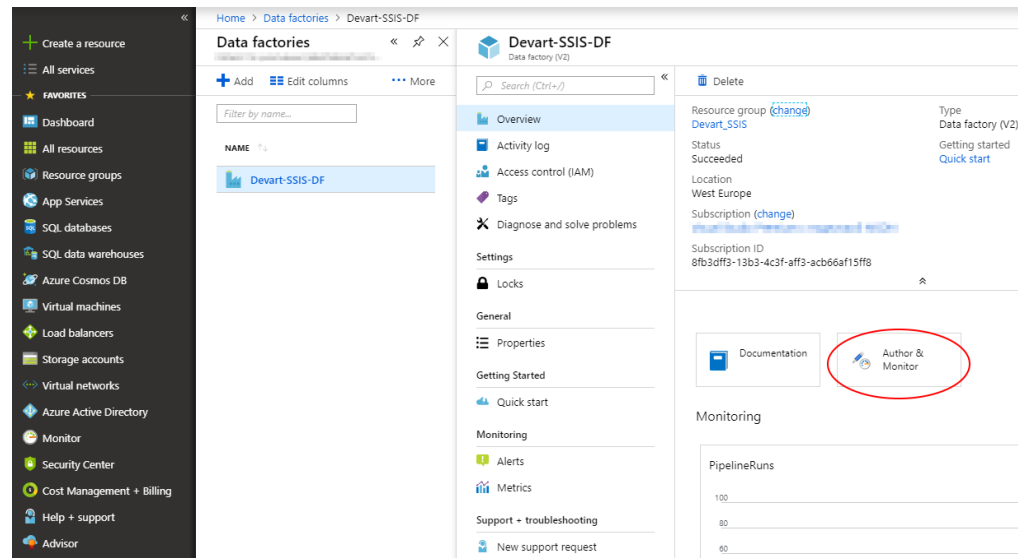 «
Create a resource
All services
FAVORITES
Dashboard
All resources
Resource groups
App Services
SQL databases
SQL data warehouses
Azure Cosmos DB
Virtual machines
Load balancers
Storage accounts
Virtual networks
Azure Active Directory
Monitor
Security Center
Cost Management + Billing
Help + support
Advisor
Home > Data factories > Devart-SSIS-DF
Data factories
Add Edit columns ••• More
Filter by name...
NAME
Devart-SSIS-DF
Devart-SSIS-DF
Data factory (V2)
Search (Ctrl+/)
Overview
Activity log
Access control (IAM)
Tags
Diagnose and solve problems
Settings
Locks
General
Properties
Getting Started
Quick start
Monitoring
Alerts
Metrics
Support + troubleshooting
New support request
Delete
Resource group (change)
Devart_SSIS
Status
Succeeded
Location
West Europe
Subscription (change)
Subscription ID
8fb3dff3-13b3-4c3f-aff3-acb66af15ff8
Type
Data factory (V2)
Getting started
Quick start
Documentation
Author &
Monitor
Monitoring
PipelineRuns
100
80
60